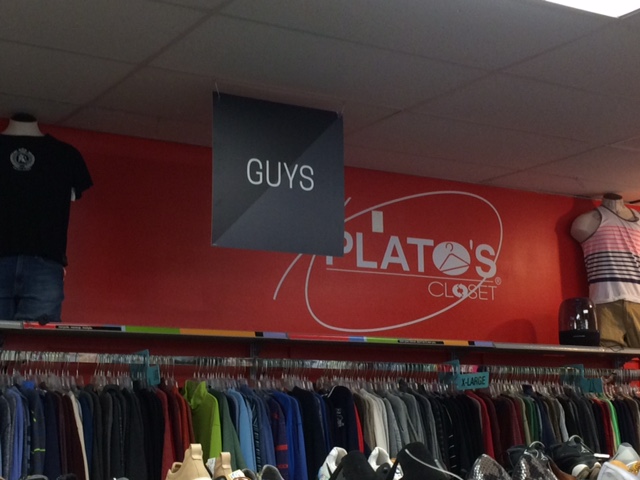 GUYS
PLATO'S
CLOSET®
X-LARGE